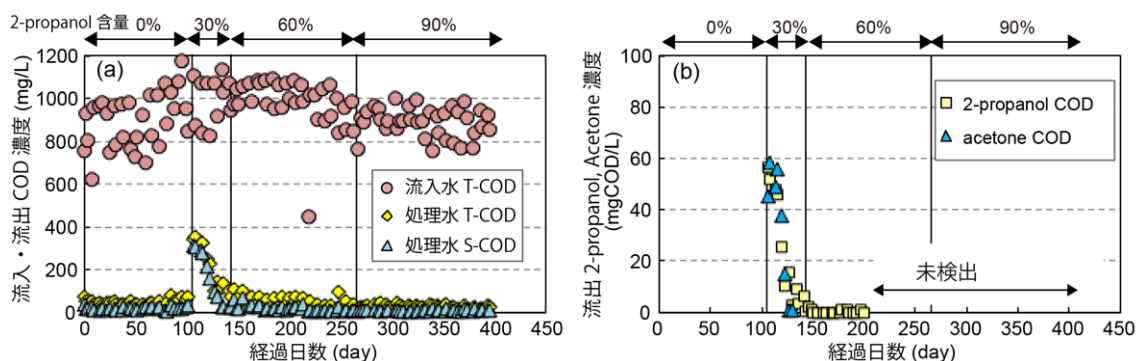 2-propanol 含量 0% 30% 60% 90%
(a)
流入・流出 COD 濃度 (mg/L)
1200
1000
800
600
400
200
0
流入水 T-COD
処理水 T-COD
処理水 S-COD
0 50 100 150 200 250 300 350 400 450
経過日数 (day)
0% 30% 60% 90%
(b)
流出 2-propanol, Acetone 濃度
(mgCOD/L)
100
80
60
40
20
0
2-propanol COD
acetone COD
未検出
0 50 100 150 200 250 300 350 400 450
経過日数 (day)